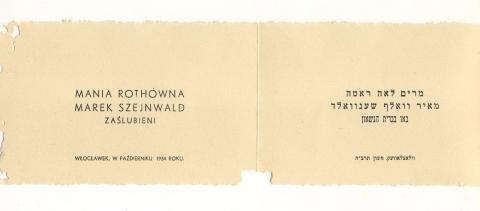 MANIA ROTHÓWNA
MAREK SZEJNWALD
ZAŚLUBIENI
WŁOCŁAWEK, W PAŹDZIERNIKU 1934 ROKU.
מרים לאה ראטה
מאיר וואלף שענוואלד
באו בברית הנשואין
חשון תרצ״ה